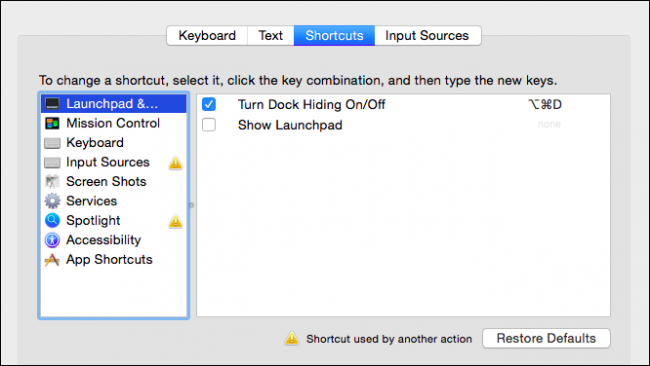 Keyboard Text Shortcuts Input Sources
To change a shortcut, select it, click the key combination, and then type the new keys.
Launchpad &...
Mission Control
Keyboard
Input Sources
Screen Shots
Services
Spotlight
Accessibility
App Shortcuts
Turn Dock Hiding On/Off ⌥⌘D
Show Launchpad none
Shortcut used by another action Restore Defaults